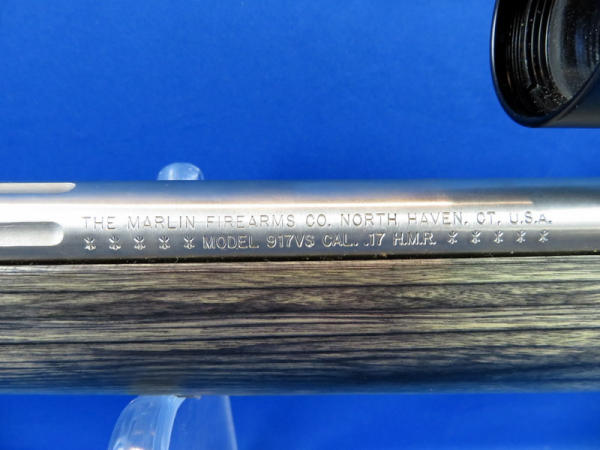 THE MARLIN FIREARMS CO. NORTH HAVEN, CT. U.S.A.
✲ ✲ ✲ ✲ ✲ MODEL 917VS CAL. .17 H.M.R. ✲ ✲ ✲ ✲ ✲